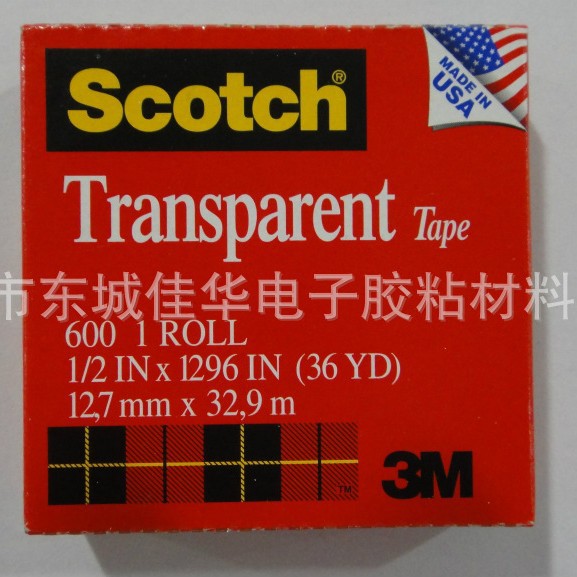 Scotch®
MADE IN
USA
Transparent Tape
市东城佳华电子胶粘材料
600 1 ROLL
1/2 IN x 1296 IN (36 YD)
12,7 mm x 32,9 m
TM
3M